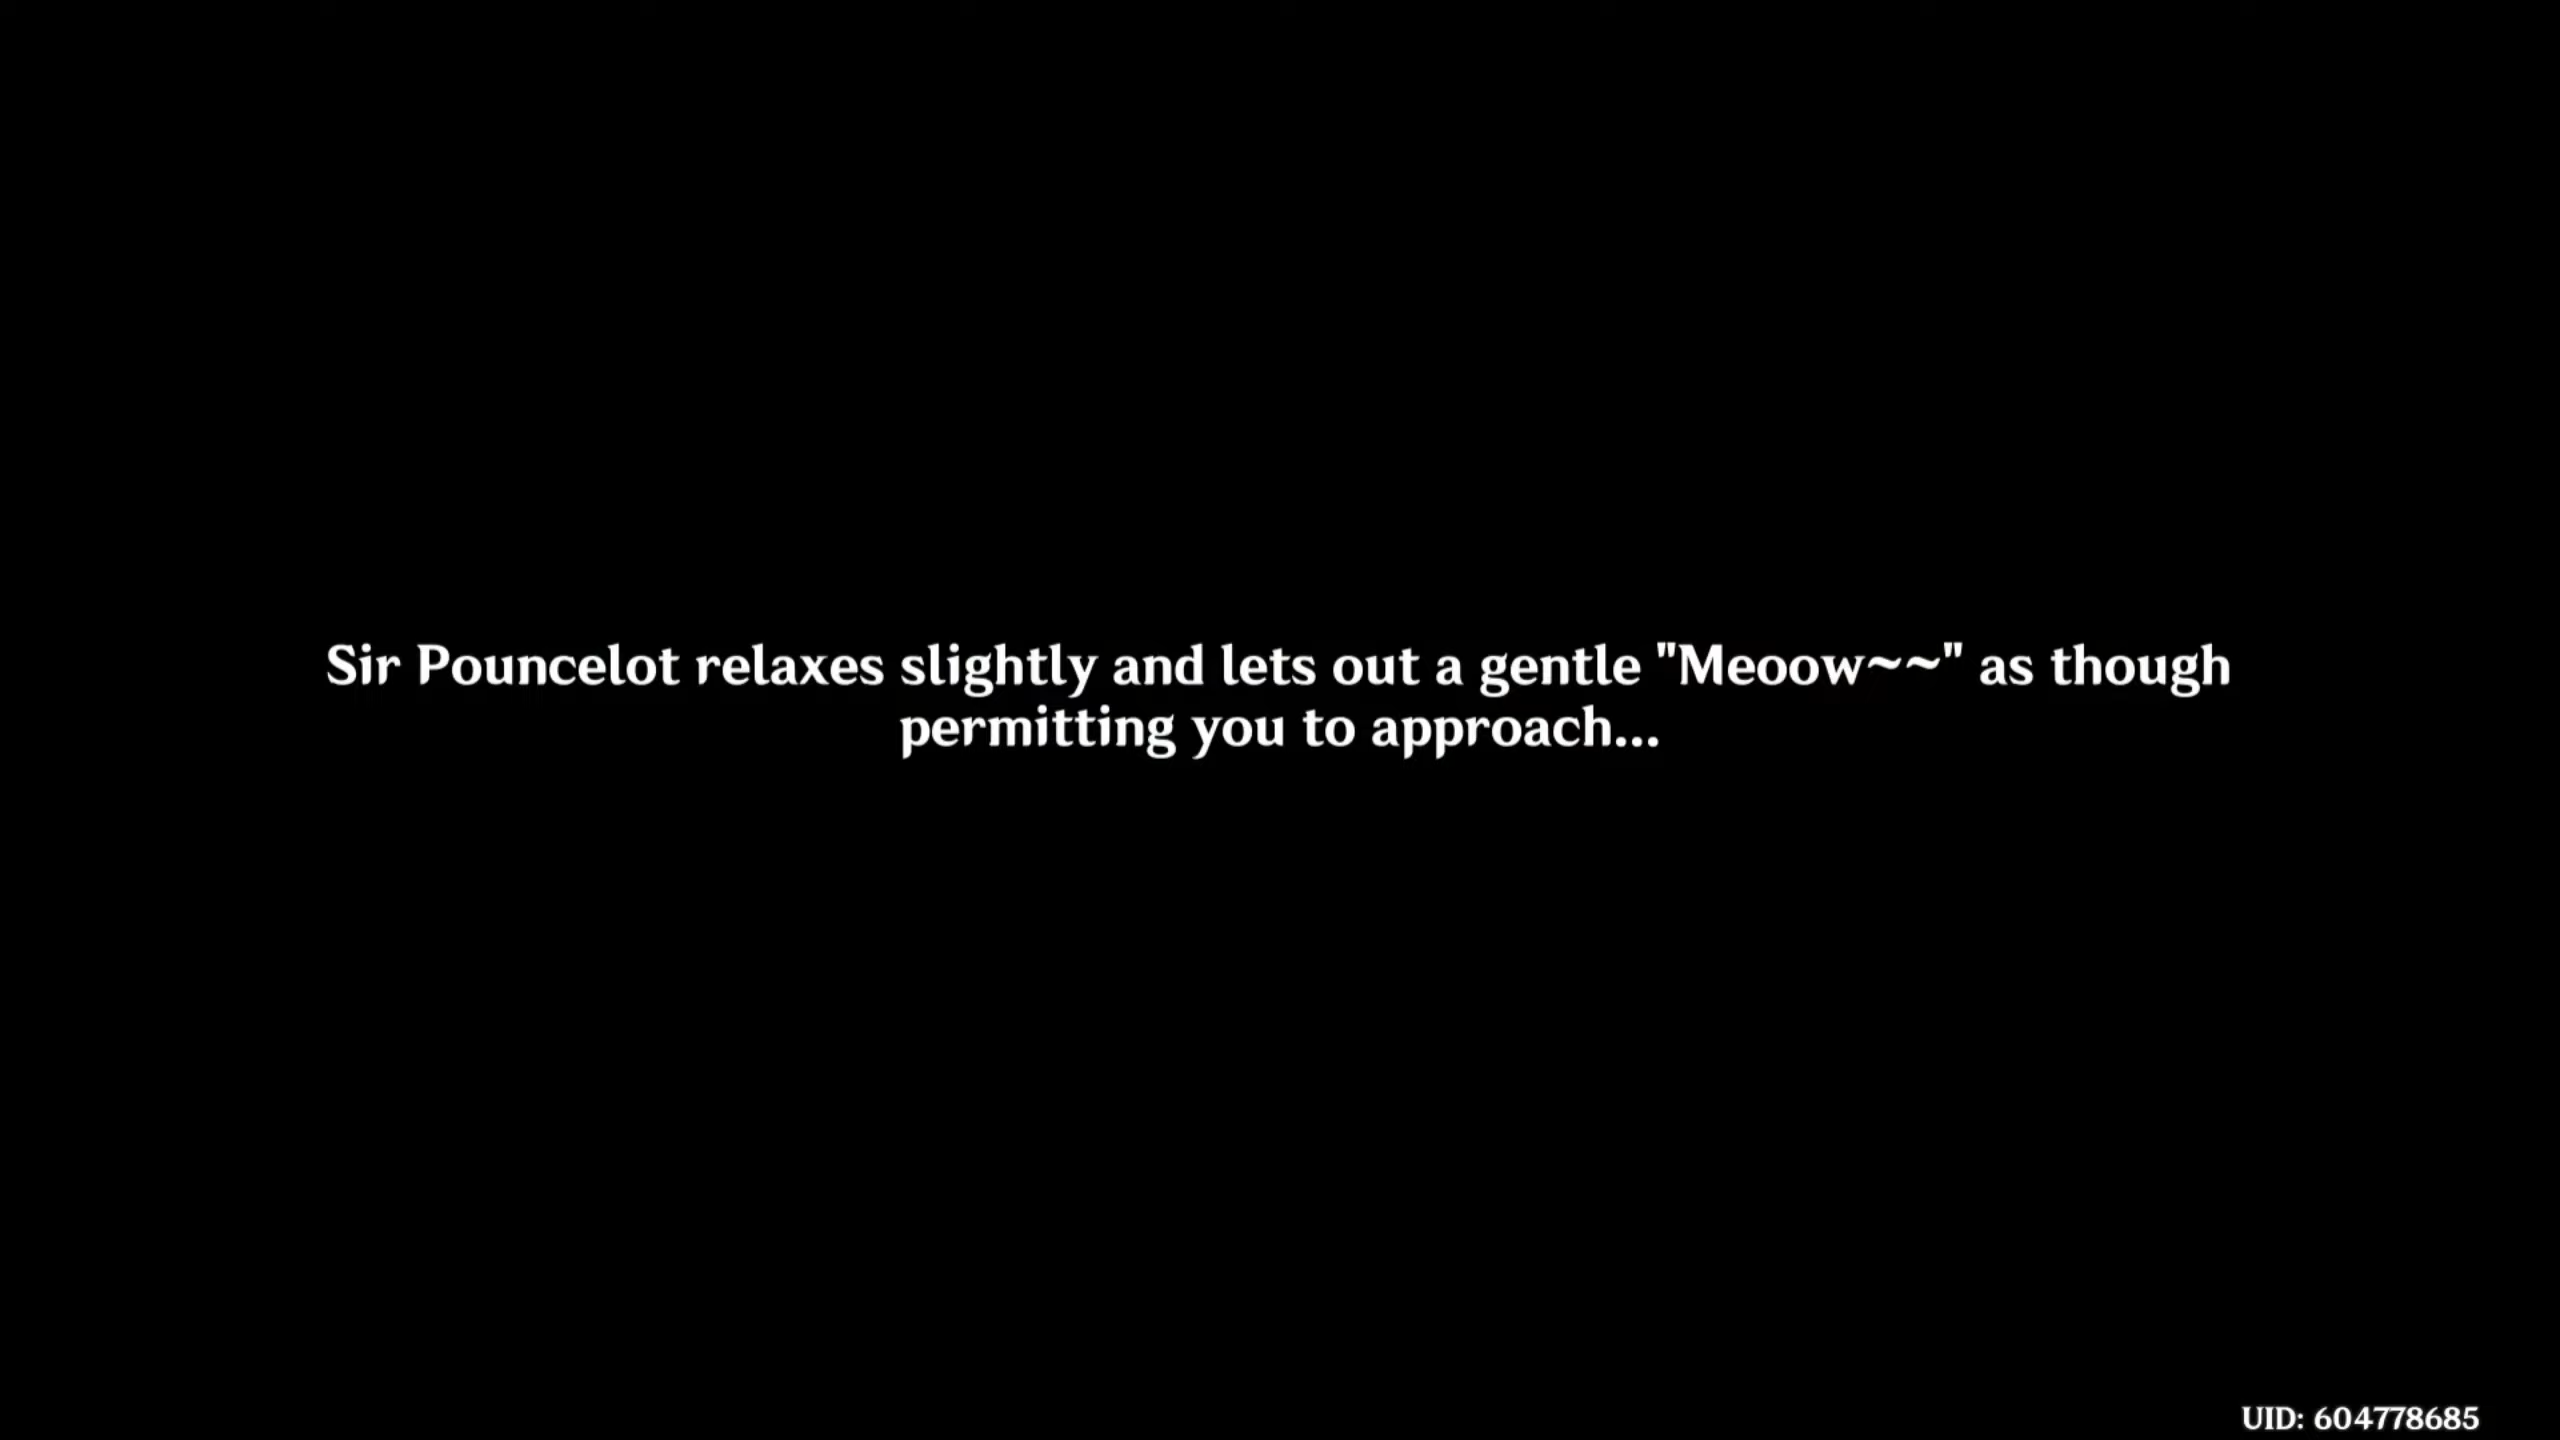 Sir Pouncelot relaxes slightly and lets out a gentle "Meoow~~" as though
permitting you to approach...
UID: 604778685